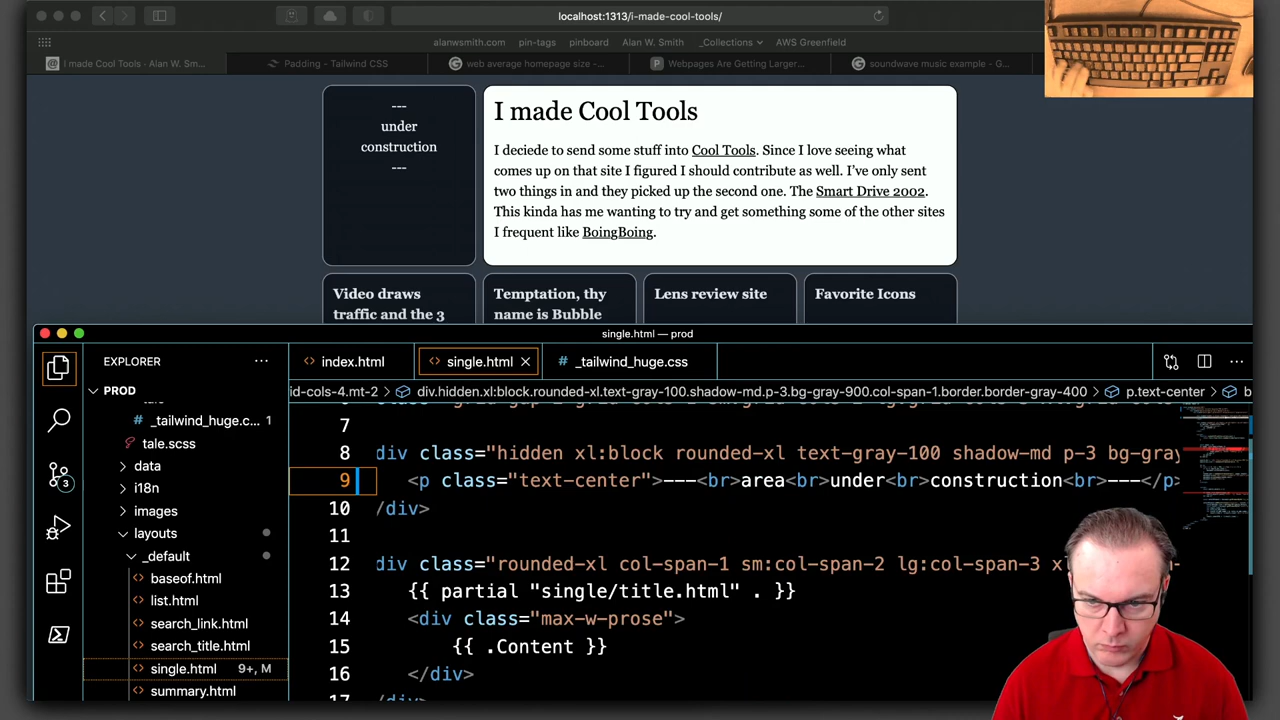 localhost:1313/i-made-cool-tools/
alanwsmith.com pin-tags pinboard Alan W. Smith _Collections AWS Greenfield
I made Cool Tools - Alan W. Sm...
Padding - Tailwind CSS
web average homepage size -...
Webpages Are Getting Larger...
soundwave music example - G...
---
under
construction
---
I made Cool Tools
I deciede to send some stuff into Cool Tools. Since I love seeing what
comes up on that site I figured I should contribute as well. I've only sent
two things in and they picked up the second one. The Smart Drive 2002.
This kinda has me wanting to try and get something some of the other sites
I frequent like BoingBoing.
Video draws
traffic and the 3
Temptation, thy
name is Bubble
Lens review site
Favorite Icons
single.html — prod
EXPLORER ...
index.html
single.html
# _tailwind_huge.css
...
PROD
id-cols-4.mt-2 > div.hidden.xl:block.rounded-xl.text-gray-100.shadow-md.p-3.bg-gray-900.col-span-1.border.border-gray-400 > p.text-center > b
# _tailwind_huge.c... 1
tale.scss
data
i18n
images
layouts
_default
baseof.html
list.html
search_link.html
search_title.html
single.html 9+, M
summary.html
3
7
8 div class="hidden xl:block rounded-xl text-gray-100 shadow-md p-3 bg-gray
9 <p class="text-center">---<br>area<br>under<br>construction<br>---</p>
10 /div>
11
12 div class="rounded-xl col-span-1 sm:col-span-2 lg:col-span-3 x
13 {{ partial "single/title.html" . }}
14 <div class="max-w-prose">
15 {{ .Content }}
16 </div>
17